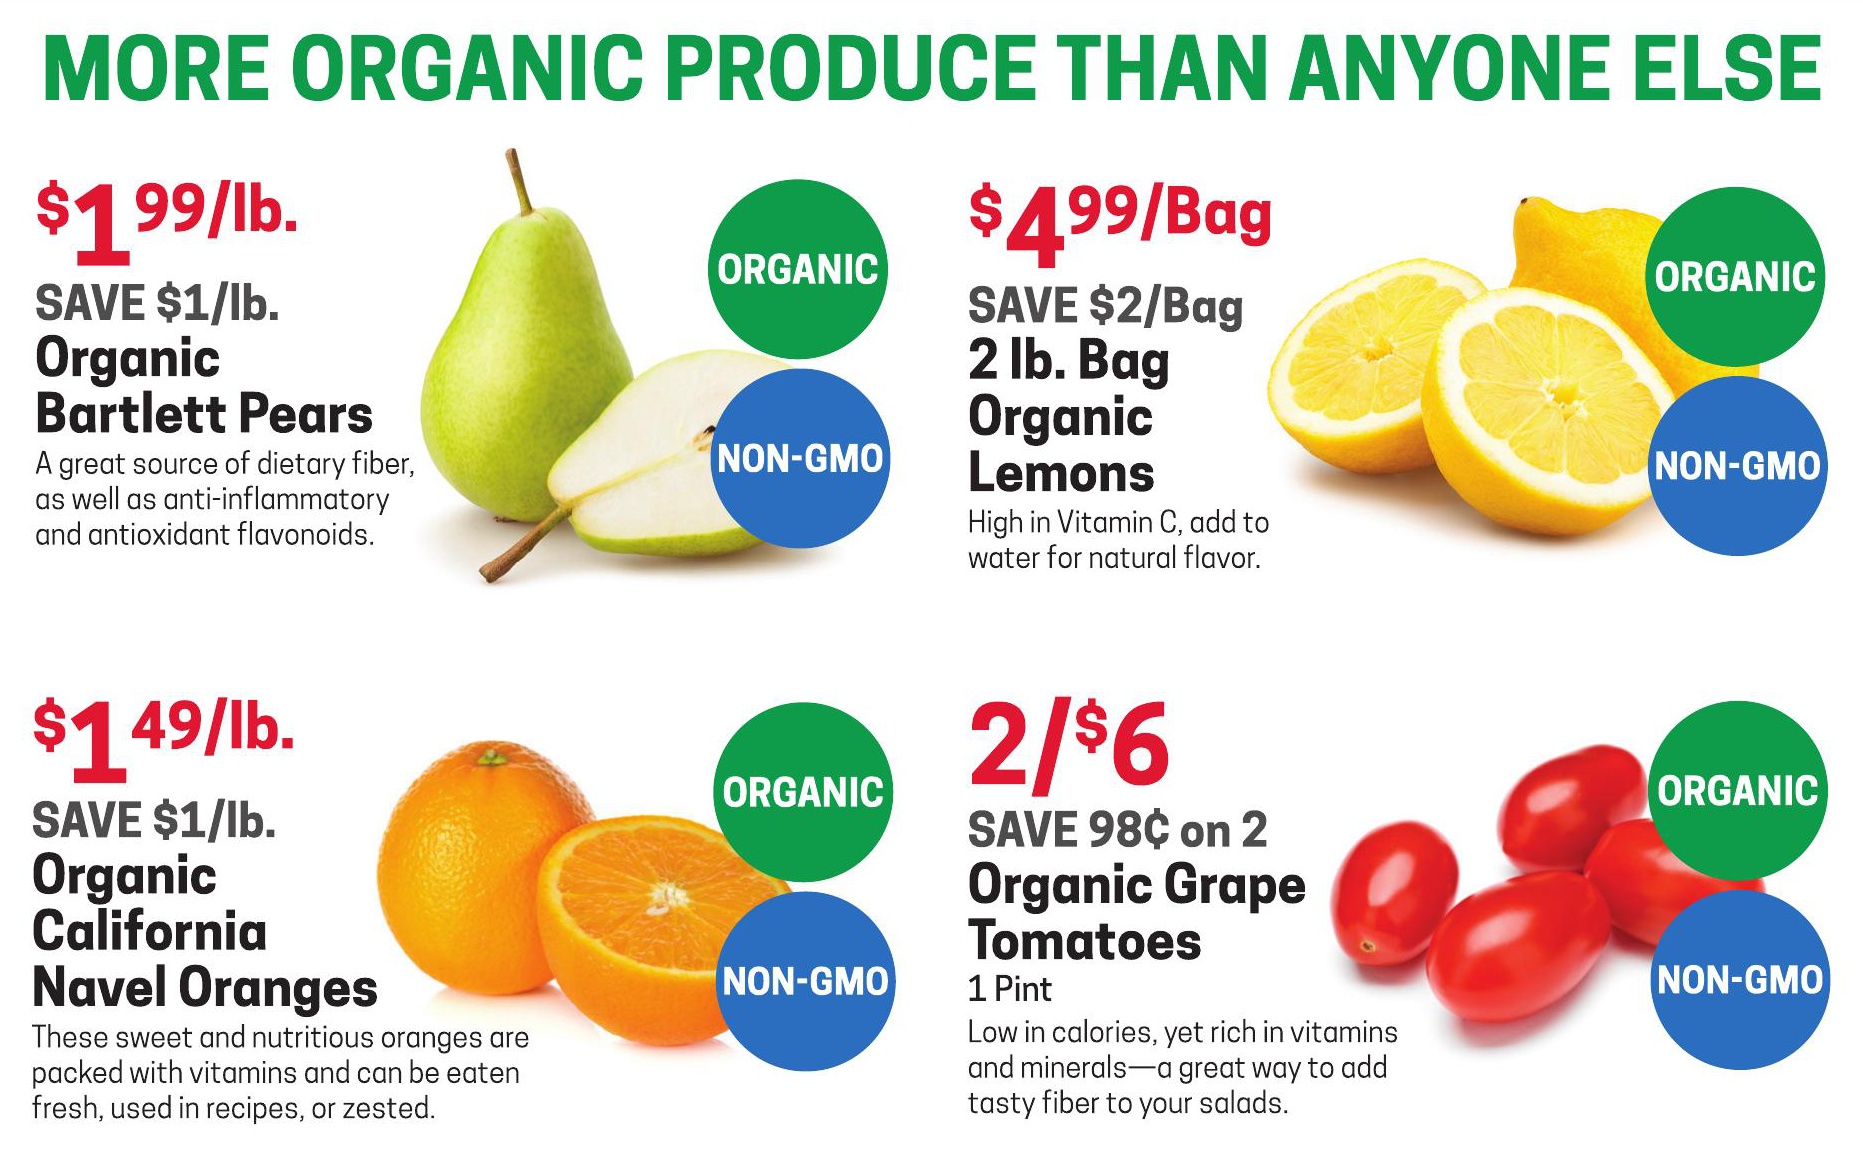 MORE ORGANIC PRODUCE THAN ANYONE ELSE
$1 99/lb.
SAVE $1/lb.
Organic
Bartlett Pears
A great source of dietary fiber,
as well as anti-inflammatory
and antioxidant flavonoids.
ORGANIC
NON-GMO
$4 99/Bag
SAVE $2/Bag
2 lb. Bag
Organic
Lemons
High in Vitamin C, add to
water for natural flavor.
ORGANIC
NON-GMO
$1 49/lb.
SAVE $1/lb.
Organic
California
Navel Oranges
These sweet and nutritious oranges are
packed with vitamins and can be eaten
fresh, used in recipes, or zested.
ORGANIC
NON-GMO
2/$6
SAVE 98¢ on 2
Organic Grape
Tomatoes
1 Pint
Low in calories, yet rich in vitamins
and minerals—a great way to add
tasty fiber to your salads.
ORGANIC
NON-GMO